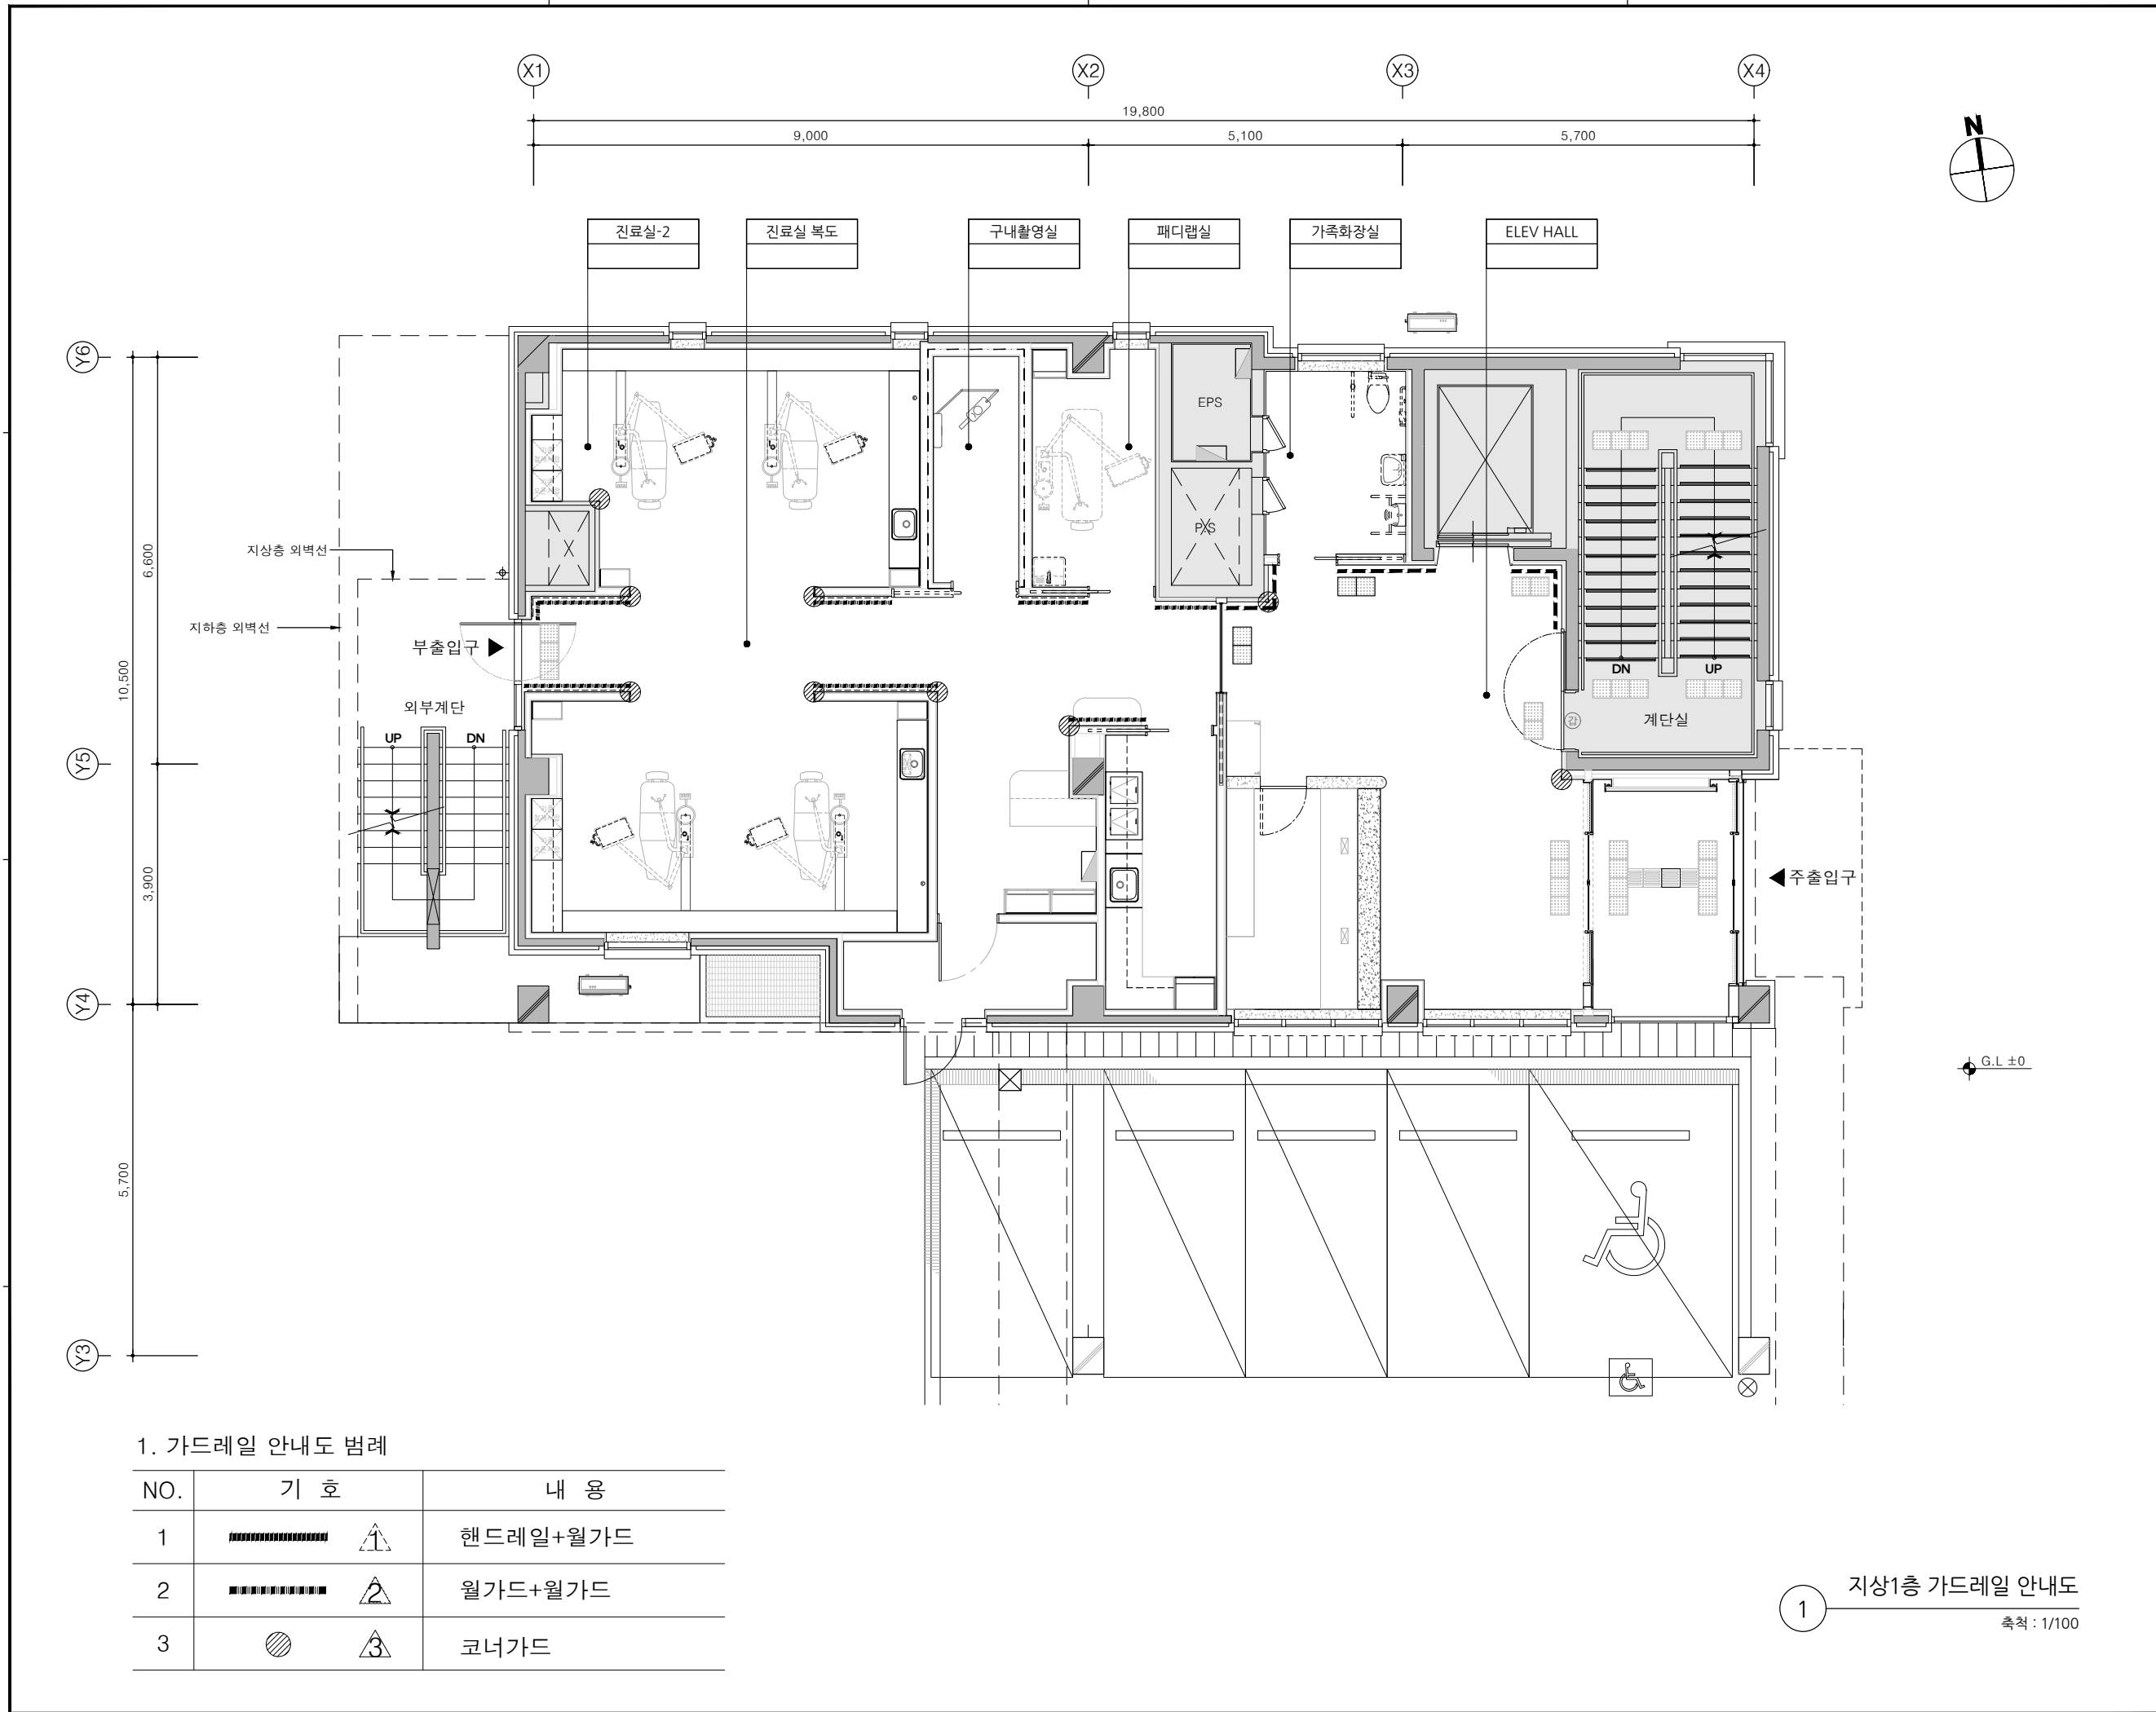 X1 X2 X3 X4
19,800
9,000 5,100 5,700
N
진료실-2 진료실 복도 구내촬영실 패디랩실 가족화장실 ELEV HALL
Y6
EPS
지상층 외벽선
P/S
6,600
지하층 외벽선
부출입구
10,500
DN UP
외부계단
갑 계단실
UP DN
Y5
3,900
주출입구
Y4
G.L ±0
5,700
Y3
1. 가드레일 안내도 범례
NO. 기 호 내 용
1 1 핸드레일+월가드
2 2 월가드+월가드
3 3 코너가드
1 지상1층 가드레일 안내도
축척 : 1/100